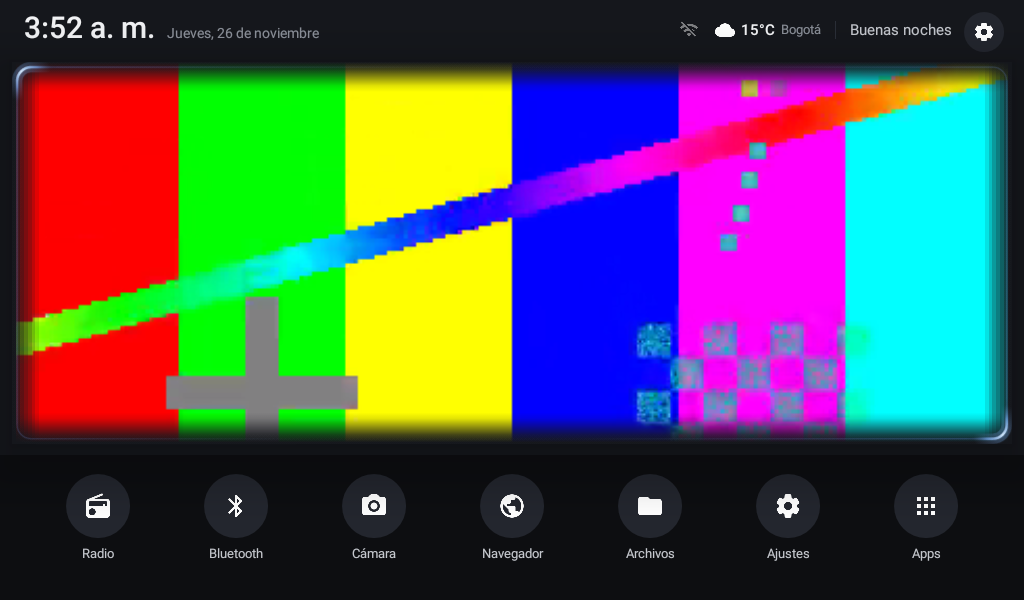 3:52 a. m. Jueves, 26 de noviembre 15°C Bogotá Buenas noches
Radio Bluetooth Cámara Navegador Archivos Ajustes Apps